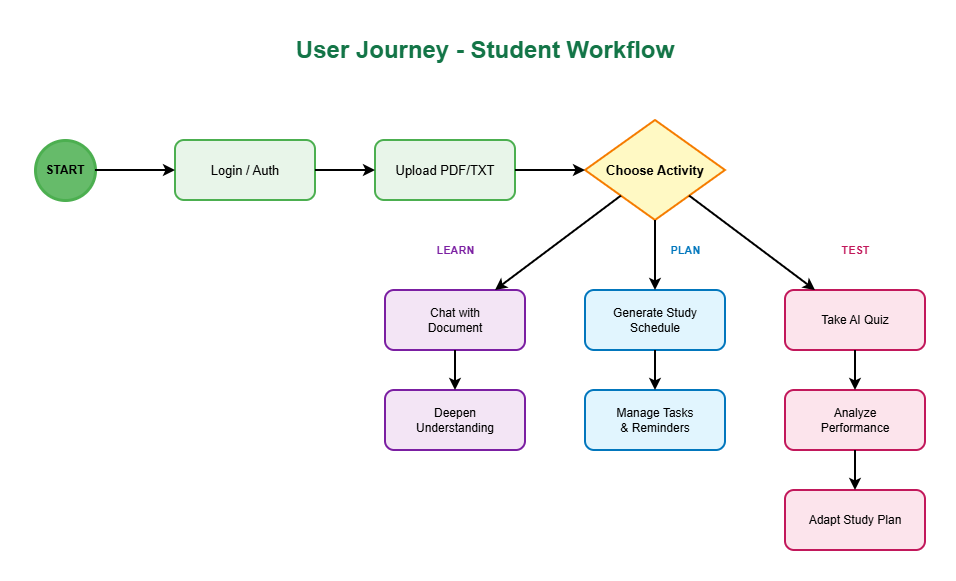 User Journey - Student Workflow
START
Login / Auth
Upload PDF/TXT
Choose Activity
LEARN
PLAN
TEST
Chat with
Document
Generate Study
Schedule
Take AI Quiz
Deepen
Understanding
Manage Tasks
& Reminders
Analyze
Performance
Adapt Study Plan